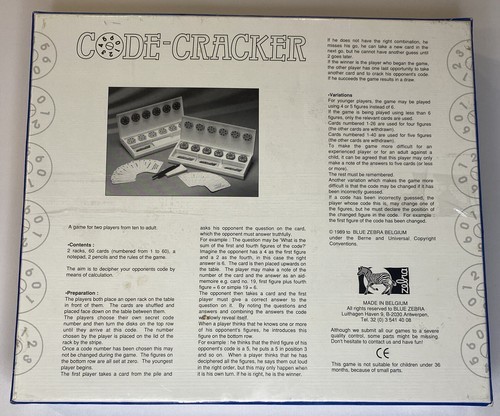 CODE-CRACKER
A game for two players from ten to adult.
•Contents :
2 racks, 60 cards (numbered from 1 to 60), a
notepad, 2 pencils and the rules of the game.
The aim is to decipher your opponents code by
means of calculation.
•Preparation :
The players both place an open rack on the table
in front of them. The cards are shuffled and
placed face down on the table between them.
The players choose their own secret code
number and then turn the disks on the top row
until they arrive at this code. The number
chosen by the player is placed on the lid of the
rack by the stripe.
Once a code number has been chosen this may
not be changed during the game. The figures on
the bottom row are all set at zero. The youngest
player begins.
The first player takes a card from the pile and
asks his opponent the question on the card,
which the opponent must answer truthfully.
For example : The question may be 'What is the
sum of the first and fourth figures of the code?
Imagine the opponent has a 4 as the first figure
and a 2 as the fourth, in this case the right
answer is 6. The card is then placed upwards on
the table. The player may make a note of the
number of the card and the answer as an aid-
memoire e.g. card no. 19, first figure plus fourth
figure = 6 or simple 19 = 6.
The opponent then takes a card and the first
player must give a correct answer to the
question on it. By noting the questions and
answers and combining the answers the code
will slowly reveal itself.
When a player thinks that he knows one or more
of his opponent's figures, he introduces this
figure on the bottom row.
For example : he thinks that the third figure of his
opponent's code is a 5, he puts a 5 in position 3
and so on. When a player thinks that he has
deciphered all the figures, he says them out loud
in the right order, but this may only happen when
it is his own turn. If he is right, he is the winner.
If he does not have the right combination, he
misses his go, he can take a new card in the
next go, but he cannot have another guess until
2 goes later.
If the winner is the player who began the game,
the other player has one last opportunity to take
another card and to crack his opponent's code.
If he succeeds the game results in a draw.
•Variations
For younger players, the game may be played
using 4 or 5 figures instead of 6.
If the game is being played using less than 6
figures, only the relevant cards are used.
Cards numbered 1-26 are used for four figures
(the other cards are withdrawn).
Cards numbered 1-40 are used for five figures
(the other cards are withdrawn).
To make the game more difficult for an
experienced player or for an adult against a
child, it can be agreed that this player may only
make a note of the answers to five cards (or less
or more).
The rest must be remembered.
Another variation which makes the game more
difficult is that the code may be changed if it has
been incorrectly guessed.
If a code has been incorrectly guessed, the
player whose code this is, may change one of
the figures, but he must declare the position of
the changed figure in the code. For example :
the first figure of the code has been changed.
© 1989 to BLUE ZEBRA BELGIUM
under the Berne and Universal Copyright
Conventions.
zebra
MADE IN BELGIUM
All rights reserved to BLUE ZEBRA.
Luithagen Haven 9, B-2030 Antwerpen,
Tel. 32 (0) 3 541 40 08
Although we submit all our games to a severe
quality control, some parts might be missing.
Don't hesitate to contact us and have fun!
CE
This game is not suitable for children under 36
months, because of small parts.